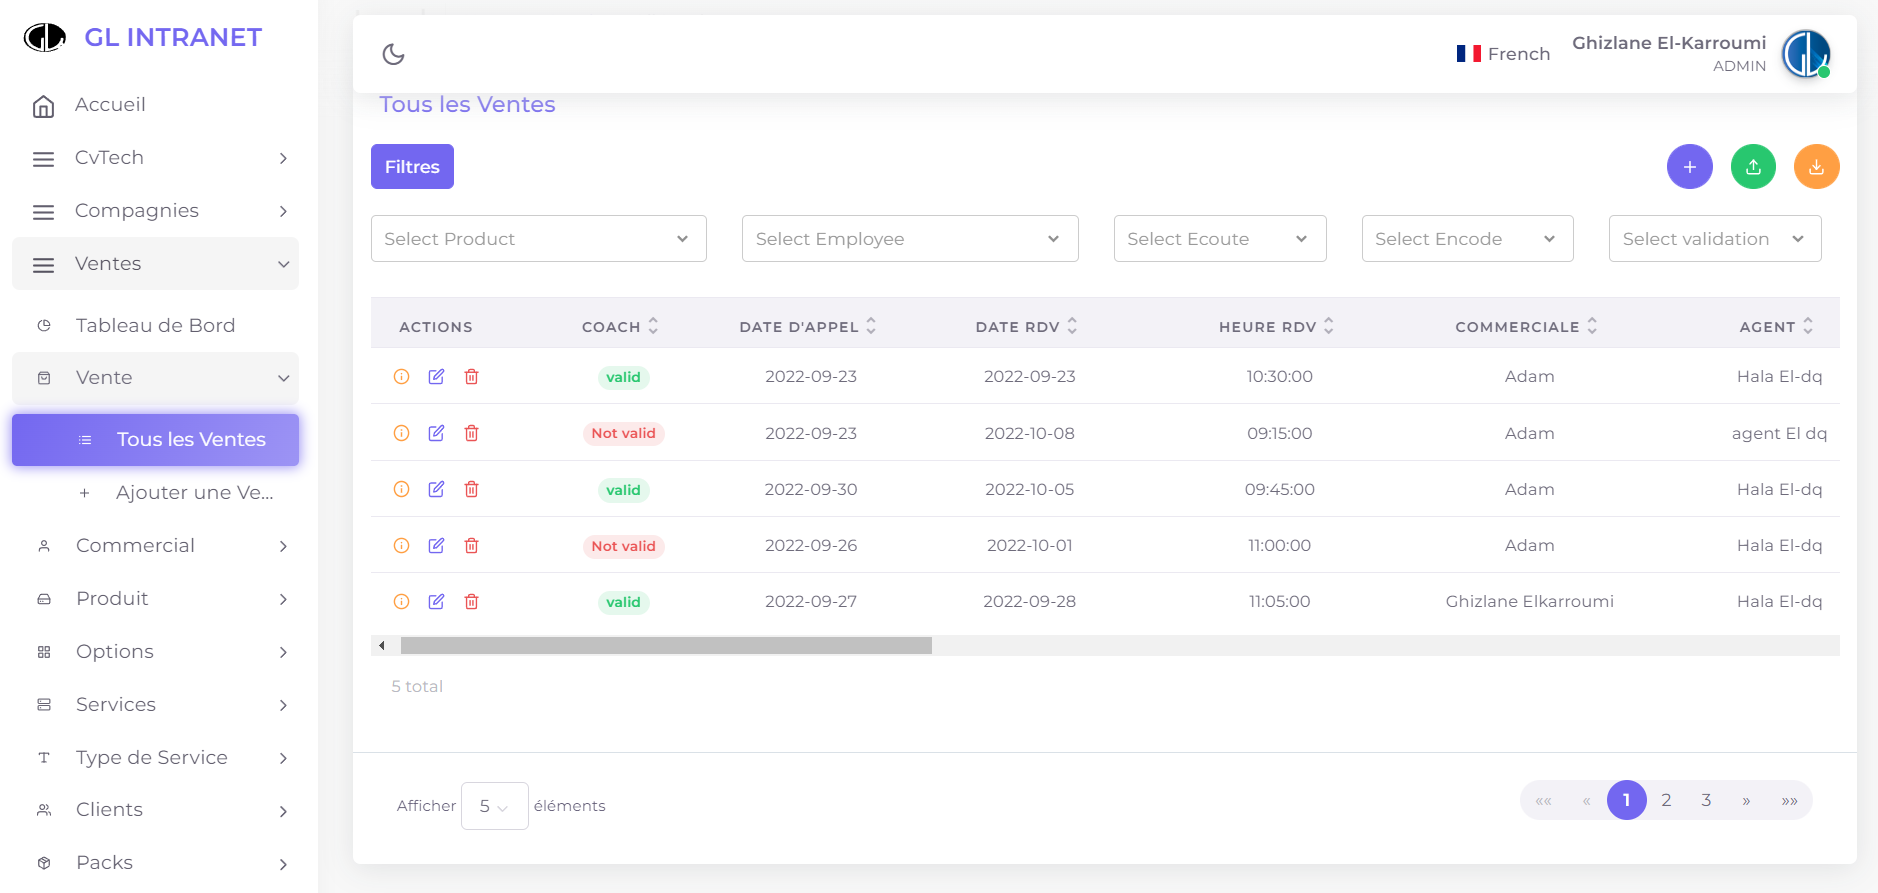 GL INTRANET
Accueil
CvTech
Compagnies
Ventes
Tableau de Bord
Vente
Tous les Ventes
Ajouter une Ve...
Commercial
Produit
Options
Services
Type de Service
Clients
Packs
French
Ghizlane El-Karroumi
ADMIN
Tous les Ventes
Filtres
Select Product Select Employee Select Ecoute Select Encode Select validation
ACTIONS COACH DATE D'APPEL DATE RDV HEURE RDV COMMERCIALE AGENT
valid 2022-09-23 2022-09-23 10:30:00 Adam Hala El-dq
Not valid 2022-09-23 2022-10-08 09:15:00 Adam agent El dq
valid 2022-09-30 2022-10-05 09:45:00 Adam Hala El-dq
Not valid 2022-09-26 2022-10-01 11:00:00 Adam Hala El-dq
valid 2022-09-27 2022-09-28 11:05:00 Ghizlane Elkarroumi Hala El-dq
5 total
Afficher 5 éléments
«« « 1 2 3 » »»